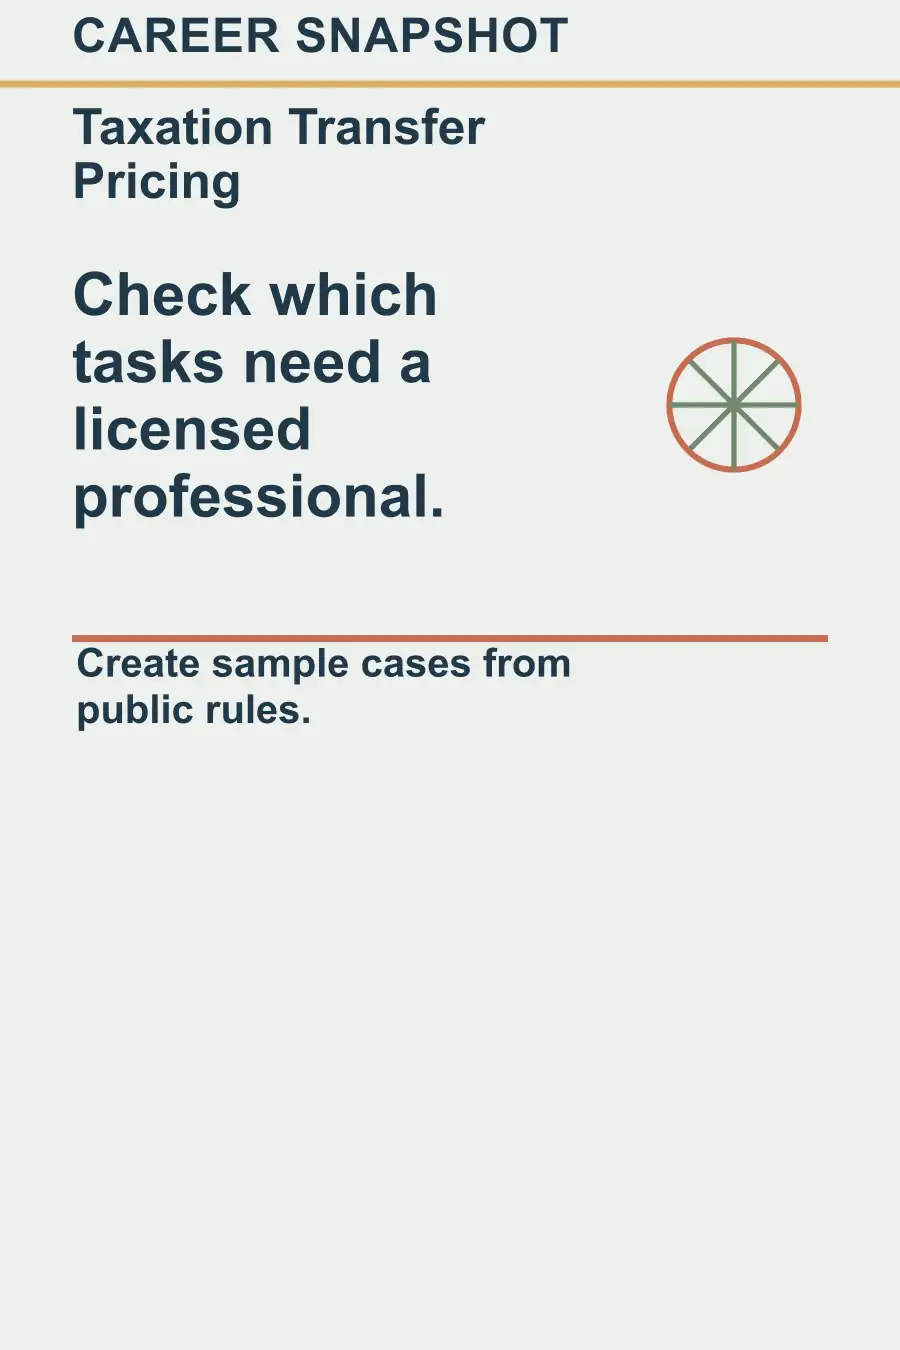 CAREER SNAPSHOT
Taxation Transfer
Pricing
Check which
tasks need a
licensed
professional.
Create sample cases from
public rules.